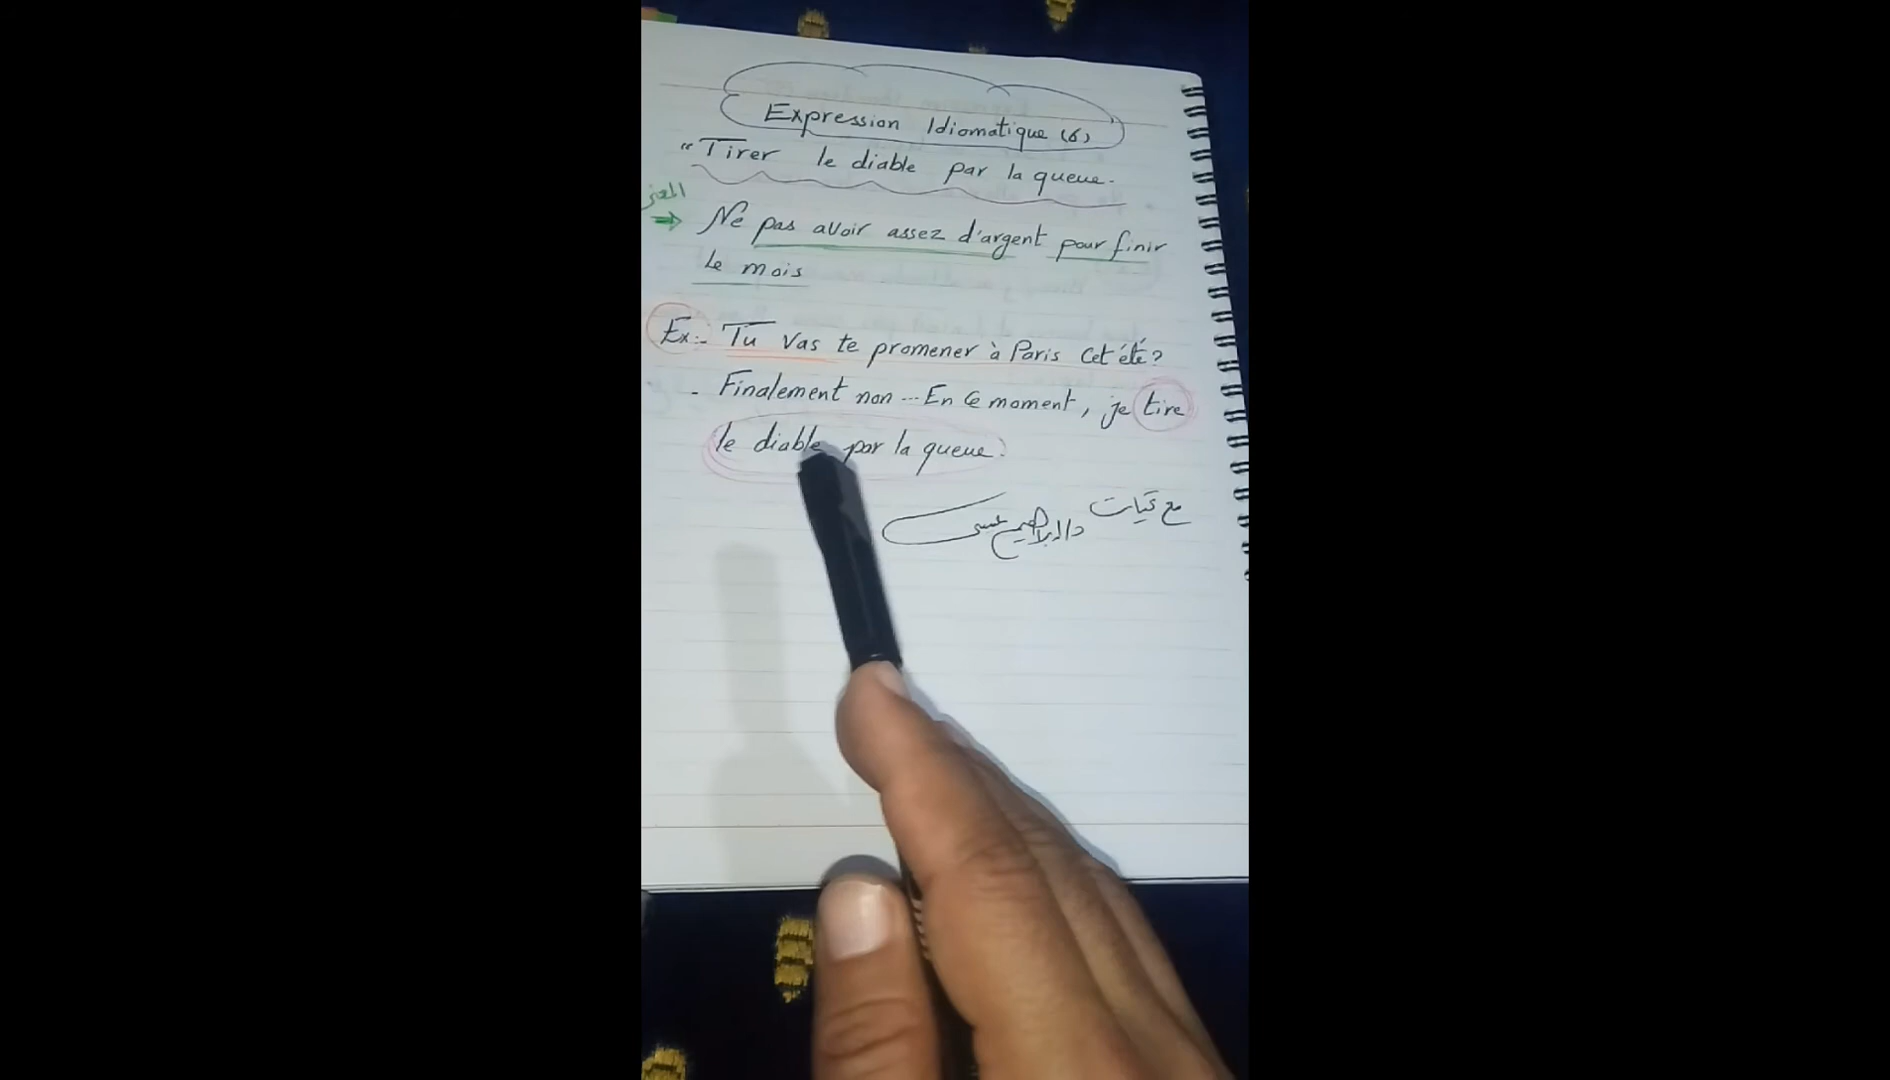 Expression Idiomatique (6)
"Tirer le diable par la queue.
المعنى
⇒ Ne pas avoir assez d'argent pour finir
le mois
Ex:- Tu vas te promener à Paris cet été?
- Finalement non... En ce moment, je tire
le diable par la queue.
مع تحيات
د/ ابراهيم عيسى